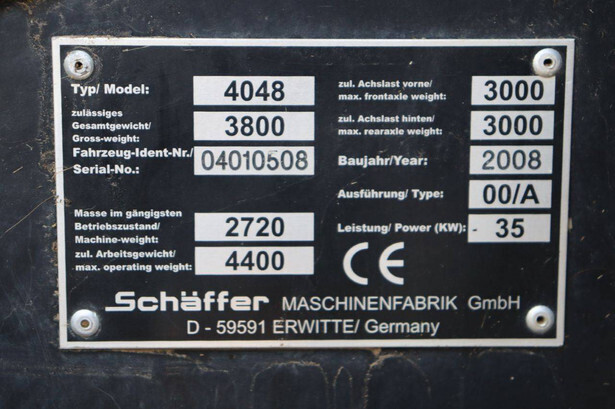 Typ/ Model: 4048
zulässiges
Gesamtgewicht/
Gross-weight: 3800
Fahrzeug-Ident-Nr./
Serial-No.: 04010508
Masse im gängigsten
Betriebszustand/
Machine-weight: 2720
zul. Arbeitsgewicht/
max. operating weight: 4400
zul. Achslast vorne/
max. frontaxle weight: 3000
zul. Achslast hinten/
max. rearaxle weight: 3000
Baujahr/Year: 2008
Ausführung/ Type: 00/A
Leistung/ Power (KW): 35
CE
Schäffer MASCHINENFABRIK GmbH
D - 59591 ERWITTE/ Germany